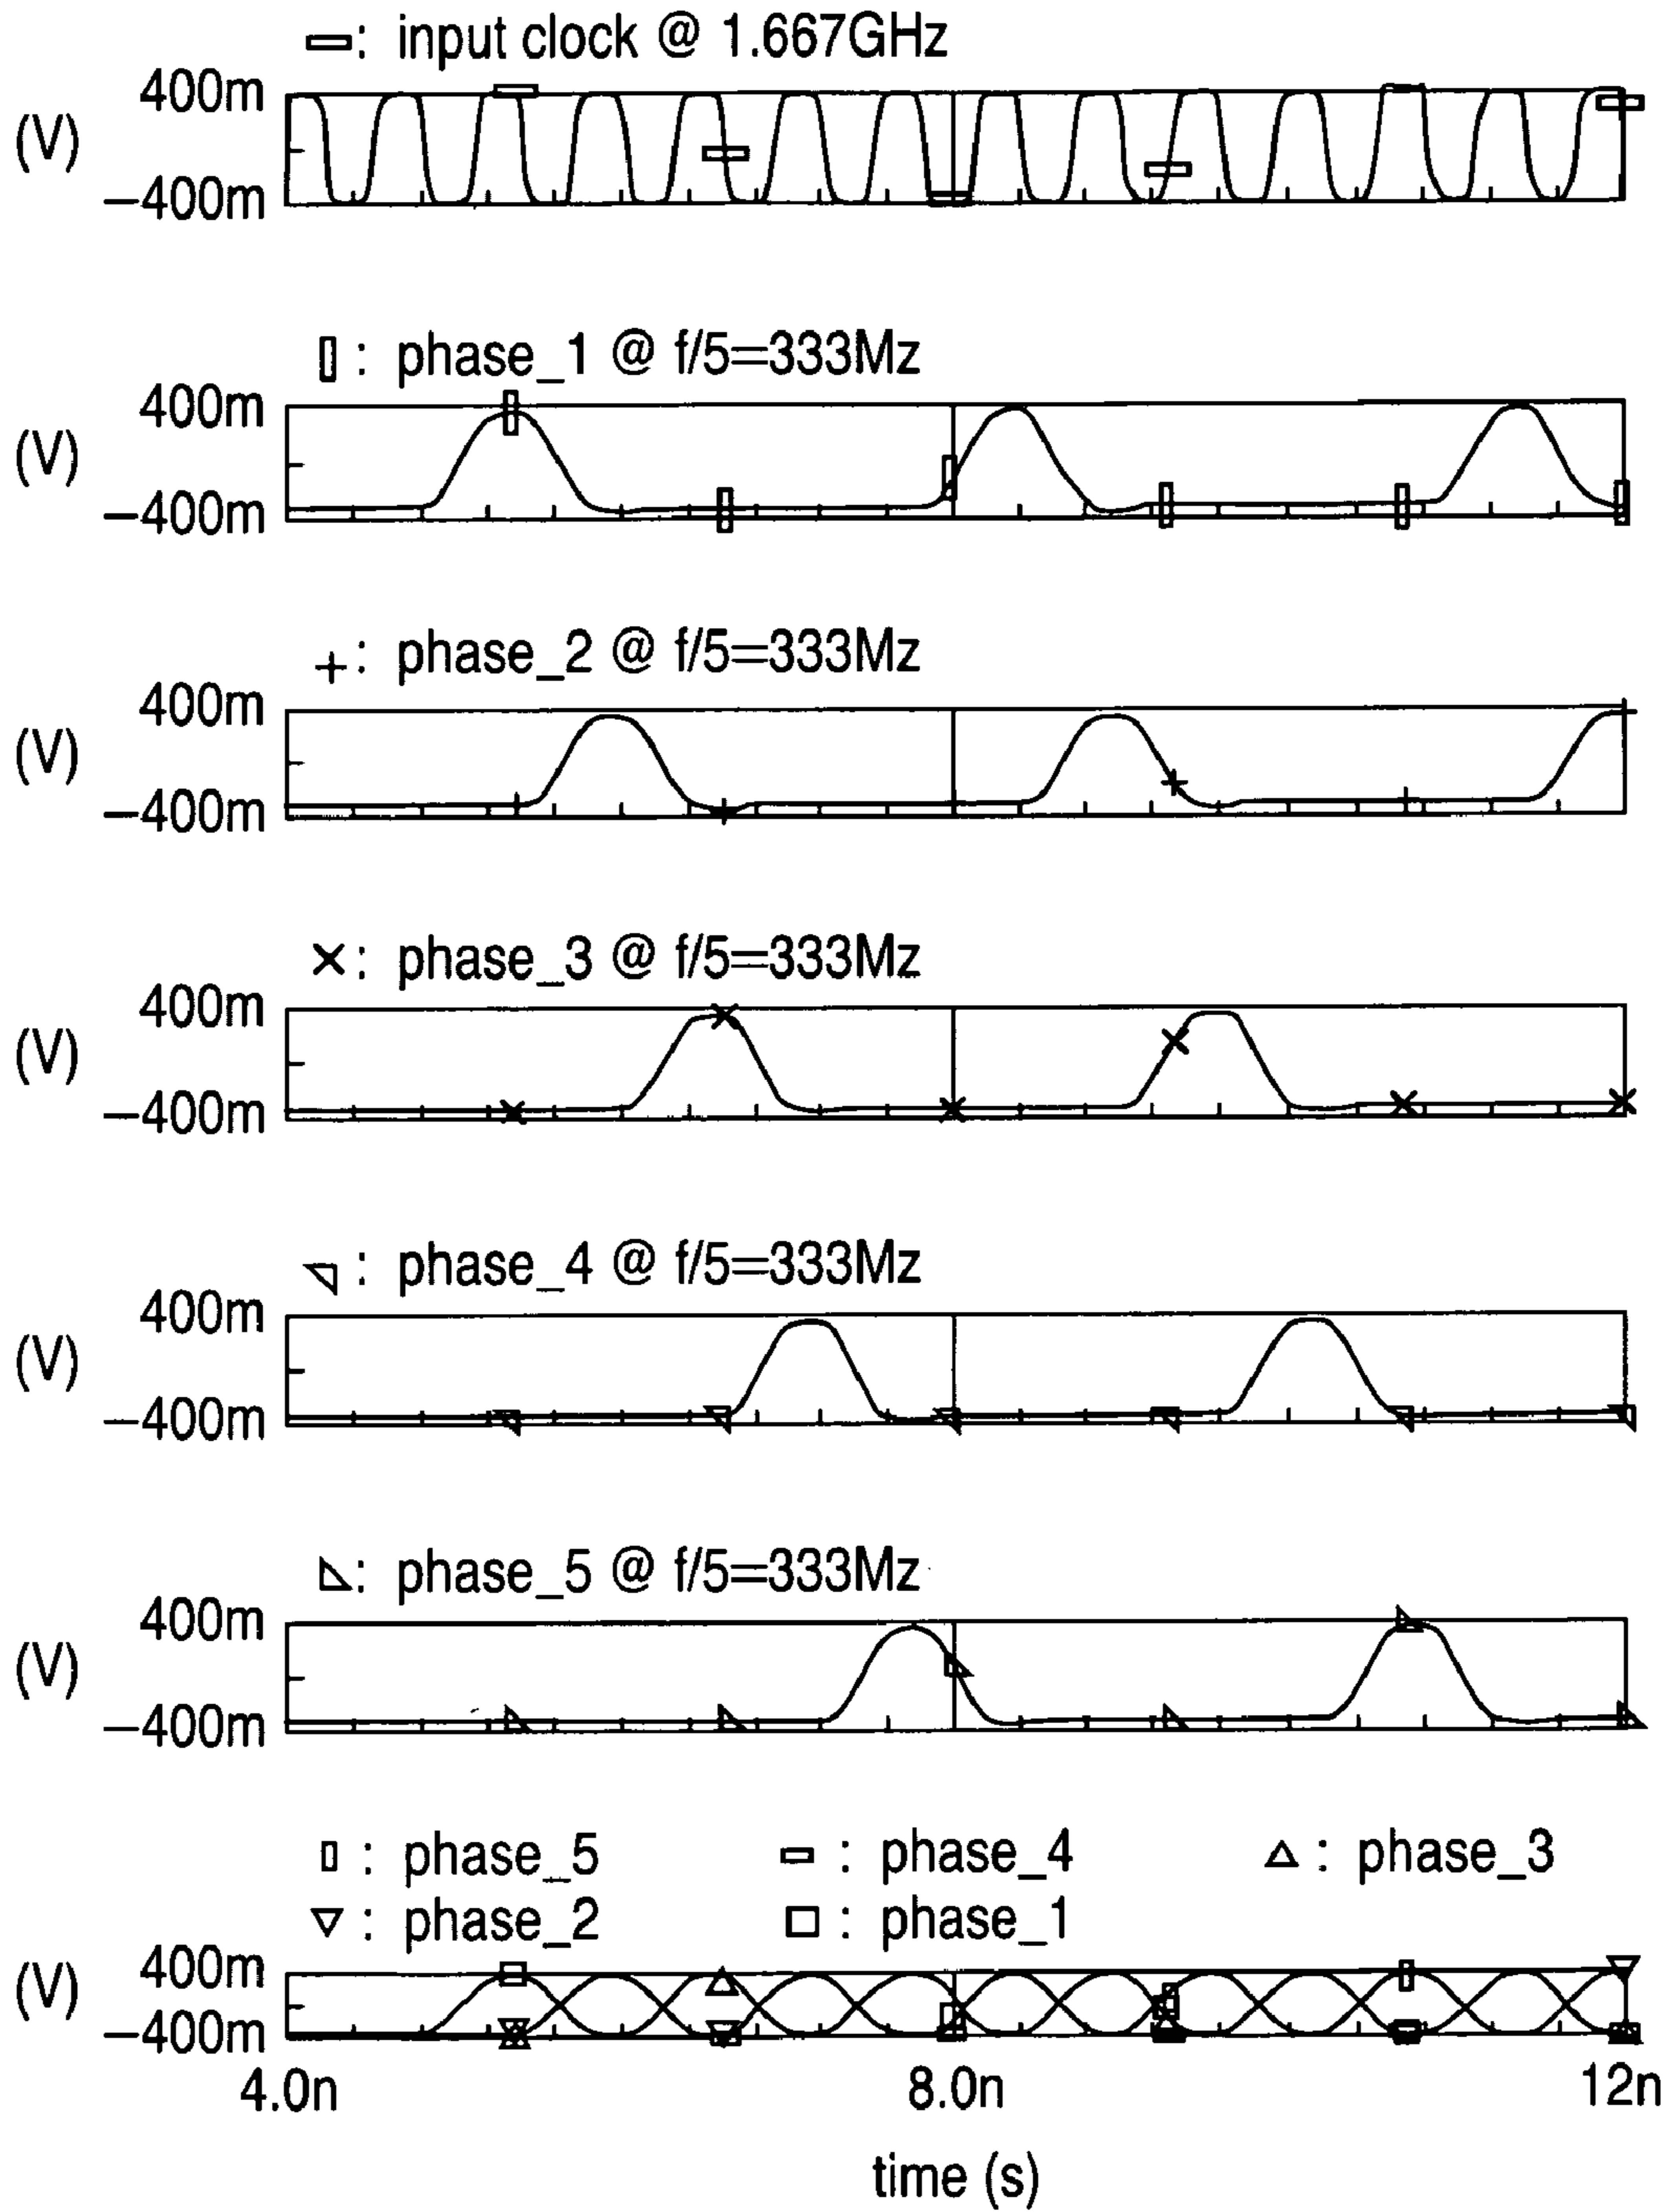 : input clock @ 1.667GHz
400m
(V)
−400m
: phase_1 @ f/5=333Mz
400m
(V)
−400m
: phase_2 @ f/5=333Mz
400m
(V)
−400m
: phase_3 @ f/5=333Mz
400m
(V)
−400m
: phase_4 @ f/5=333Mz
400m
(V)
−400m
: phase_5 @ f/5=333Mz
400m
(V)
−400m
: phase_5 : phase_4 : phase_3
: phase_2 : phase_1
400m
(V)
−400m
4.0n 8.0n 12n
time (s)